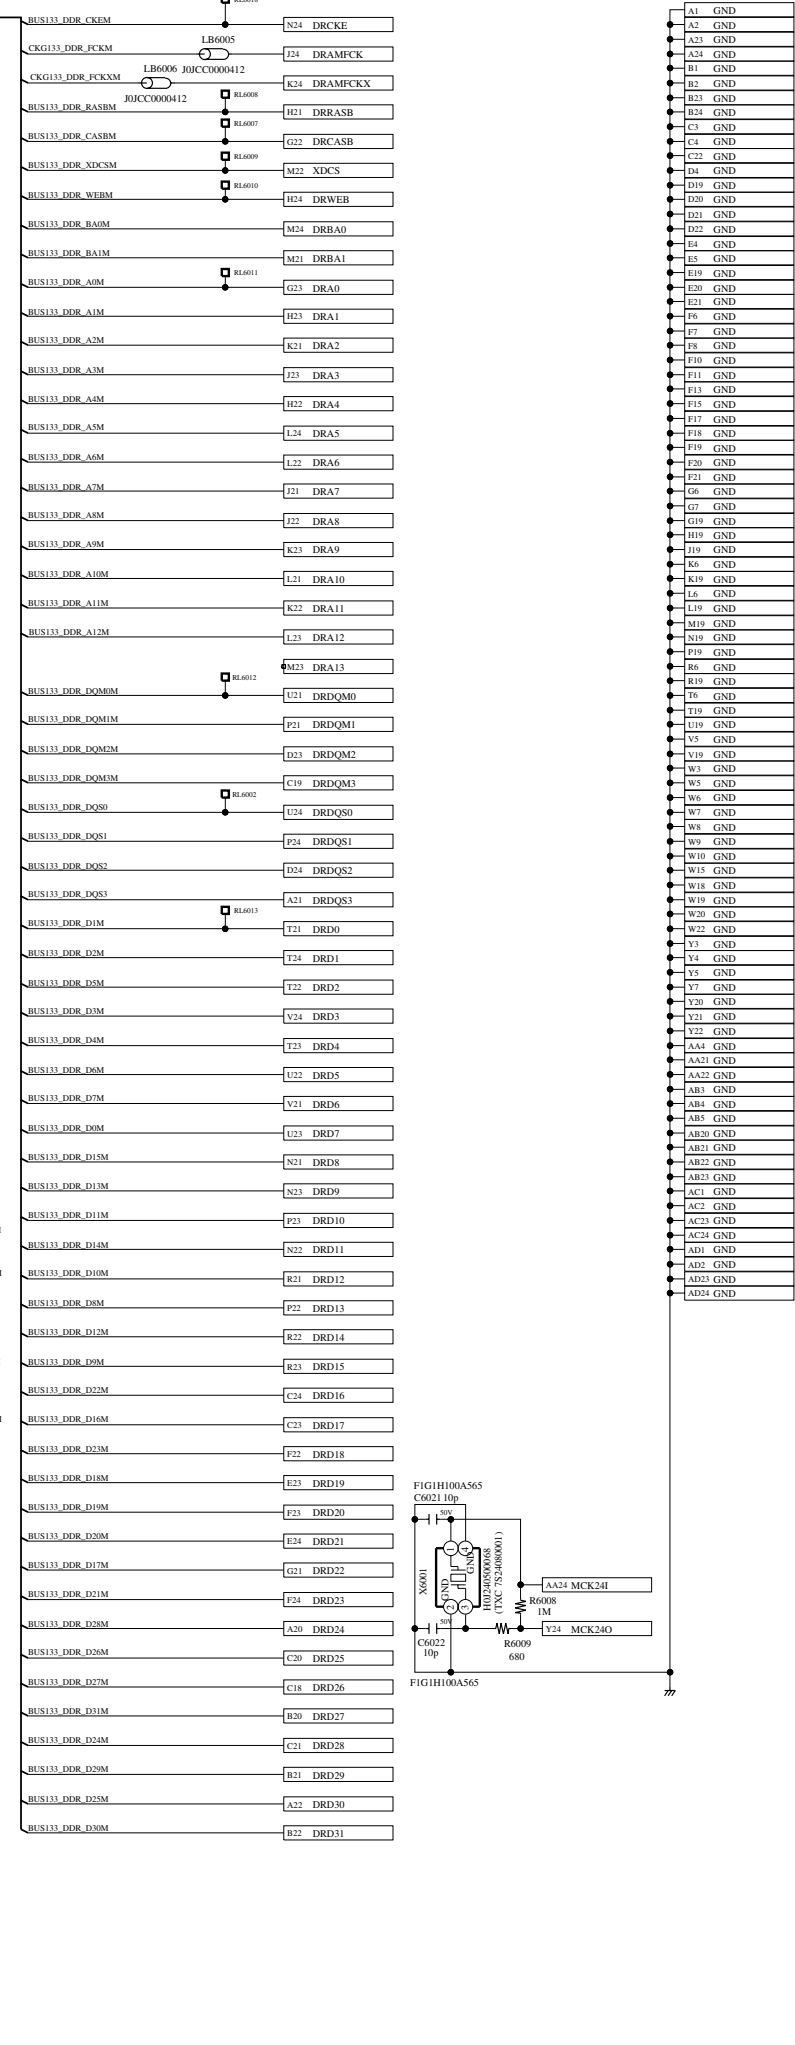 BUS133_DDR_CKEM N24 DRCKE
LB6005
CKG133_DDR_FCKM J24 DRAMFCK
LB6006 J0JCC0000412
CKG133_DDR_FCKXM K24 DRAMFCKX
J0JCC0000412 RL6008
BUS133_DDR_RASBM H21 DRRASB
RL6007
BUS133_DDR_CASBM G22 DRCASB
RL6009
BUS133_DDR_XDCSM M22 XDCS
RL6010
BUS133_DDR_WEBM H24 DRWEB
BUS133_DDR_BA0M M24 DRBA0
BUS133_DDR_BA1M M21 DRBA1
RL6011
BUS133_DDR_A0M G23 DRA0
BUS133_DDR_A1M H23 DRA1
BUS133_DDR_A2M K21 DRA2
BUS133_DDR_A3M J23 DRA3
BUS133_DDR_A4M H22 DRA4
BUS133_DDR_A5M L24 DRA5
BUS133_DDR_A6M L22 DRA6
BUS133_DDR_A7M J21 DRA7
BUS133_DDR_A8M J22 DRA8
BUS133_DDR_A9M K23 DRA9
BUS133_DDR_A10M L21 DRA10
BUS133_DDR_A11M K22 DRA11
BUS133_DDR_A12M L23 DRA12
M23 DRA13
RL6012
BUS133_DDR_DQM0M U21 DRDQM0
BUS133_DDR_DQM1M P21 DRDQM1
BUS133_DDR_DQM2M D23 DRDQM2
BUS133_DDR_DQM3M C19 DRDQM3
RL6002
BUS133_DDR_DQS0 U24 DRDQS0
BUS133_DDR_DQS1 P24 DRDQS1
BUS133_DDR_DQS2 D24 DRDQS2
BUS133_DDR_DQS3 A21 DRDQS3
RL6013
BUS133_DDR_D1M T21 DRD0
BUS133_DDR_D2M T24 DRD1
BUS133_DDR_D5M T22 DRD2
BUS133_DDR_D3M V24 DRD3
BUS133_DDR_D4M T23 DRD4
BUS133_DDR_D6M U22 DRD5
BUS133_DDR_D7M V21 DRD6
BUS133_DDR_D0M U23 DRD7
BUS133_DDR_D15M N21 DRD8
BUS133_DDR_D13M N23 DRD9
BUS133_DDR_D11M P23 DRD10
BUS133_DDR_D14M N22 DRD11
BUS133_DDR_D10M R21 DRD12
BUS133_DDR_D8M P22 DRD13
BUS133_DDR_D12M R22 DRD14
BUS133_DDR_D9M R23 DRD15
BUS133_DDR_D22M C24 DRD16
BUS133_DDR_D16M C23 DRD17
BUS133_DDR_D23M F22 DRD18
BUS133_DDR_D18M E23 DRD19
BUS133_DDR_D19M F23 DRD20
BUS133_DDR_D20M E24 DRD21
BUS133_DDR_D17M G21 DRD22
BUS133_DDR_D21M F24 DRD23
BUS133_DDR_D28M A20 DRD24
BUS133_DDR_D26M C20 DRD25
BUS133_DDR_D27M C18 DRD26
BUS133_DDR_D31M B20 DRD27
BUS133_DDR_D24M C21 DRD28
BUS133_DDR_D29M B21 DRD29
BUS133_DDR_D25M A22 DRD30
BUS133_DDR_D30M B22 DRD31
A1 GND
A2 GND
A23 GND
A24 GND
B1 GND
B2 GND
B23 GND
B24 GND
C3 GND
C4 GND
C22 GND
D4 GND
D19 GND
D20 GND
D21 GND
D22 GND
E4 GND
E5 GND
E19 GND
E20 GND
E21 GND
F6 GND
F7 GND
F8 GND
F10 GND
F11 GND
F13 GND
F15 GND
F17 GND
F18 GND
F19 GND
F20 GND
F21 GND
G6 GND
G7 GND
G19 GND
H19 GND
J19 GND
K6 GND
K19 GND
L6 GND
L19 GND
M19 GND
N19 GND
P19 GND
R6 GND
R19 GND
T6 GND
T19 GND
U19 GND
V5 GND
V19 GND
W3 GND
W5 GND
W6 GND
W7 GND
W8 GND
W9 GND
W10 GND
W15 GND
W18 GND
W19 GND
W20 GND
W22 GND
Y3 GND
Y4 GND
Y5 GND
Y7 GND
Y20 GND
Y21 GND
Y22 GND
AA4 GND
AA21 GND
AA22 GND
AB3 GND
AB4 GND
AB5 GND
AB20 GND
AB21 GND
AB22 GND
AB23 GND
AC1 GND
AC2 GND
AC23 GND
AC24 GND
AD1 GND
AD2 GND
AD23 GND
AD24 GND
F1G1H100A565
C6021 10p
50V
1 4
GND
X6001
GND
2 3
H0J240500068
(TXC 7S24080001)
AA24 MCK24I
R6008
1M
50V
Y24 MCK24O
C6022
10p
R6009
680
F1G1H100A565